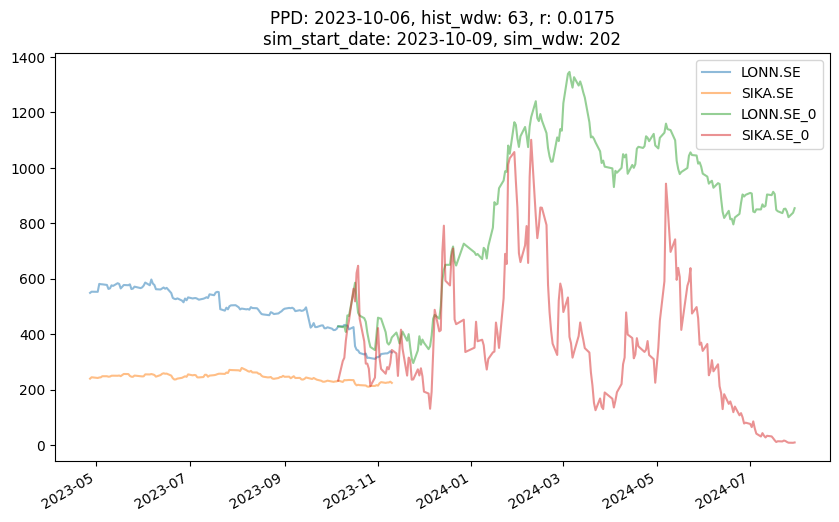 PPD: 2023-10-06, hist_wdw: 63, r: 0.0175
sim_start_date: 2023-10-09, sim_wdw: 202
1400
1200
1000
800
600
400
200
0
LONN.SE
SIKA.SE
LONN.SE_0
SIKA.SE_0
2023-05
2023-07
2023-09
2023-11
2024-01
2024-03
2024-05
2024-07